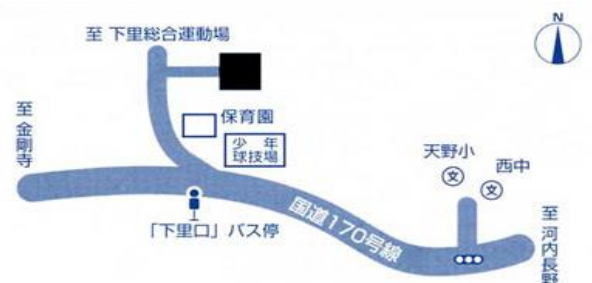 N
至 下里総合運動場
至 金剛寺
保育園
少年
球技場
天野小
西中
文
文
「下里口」バス停
国道170号線
至 河内長野